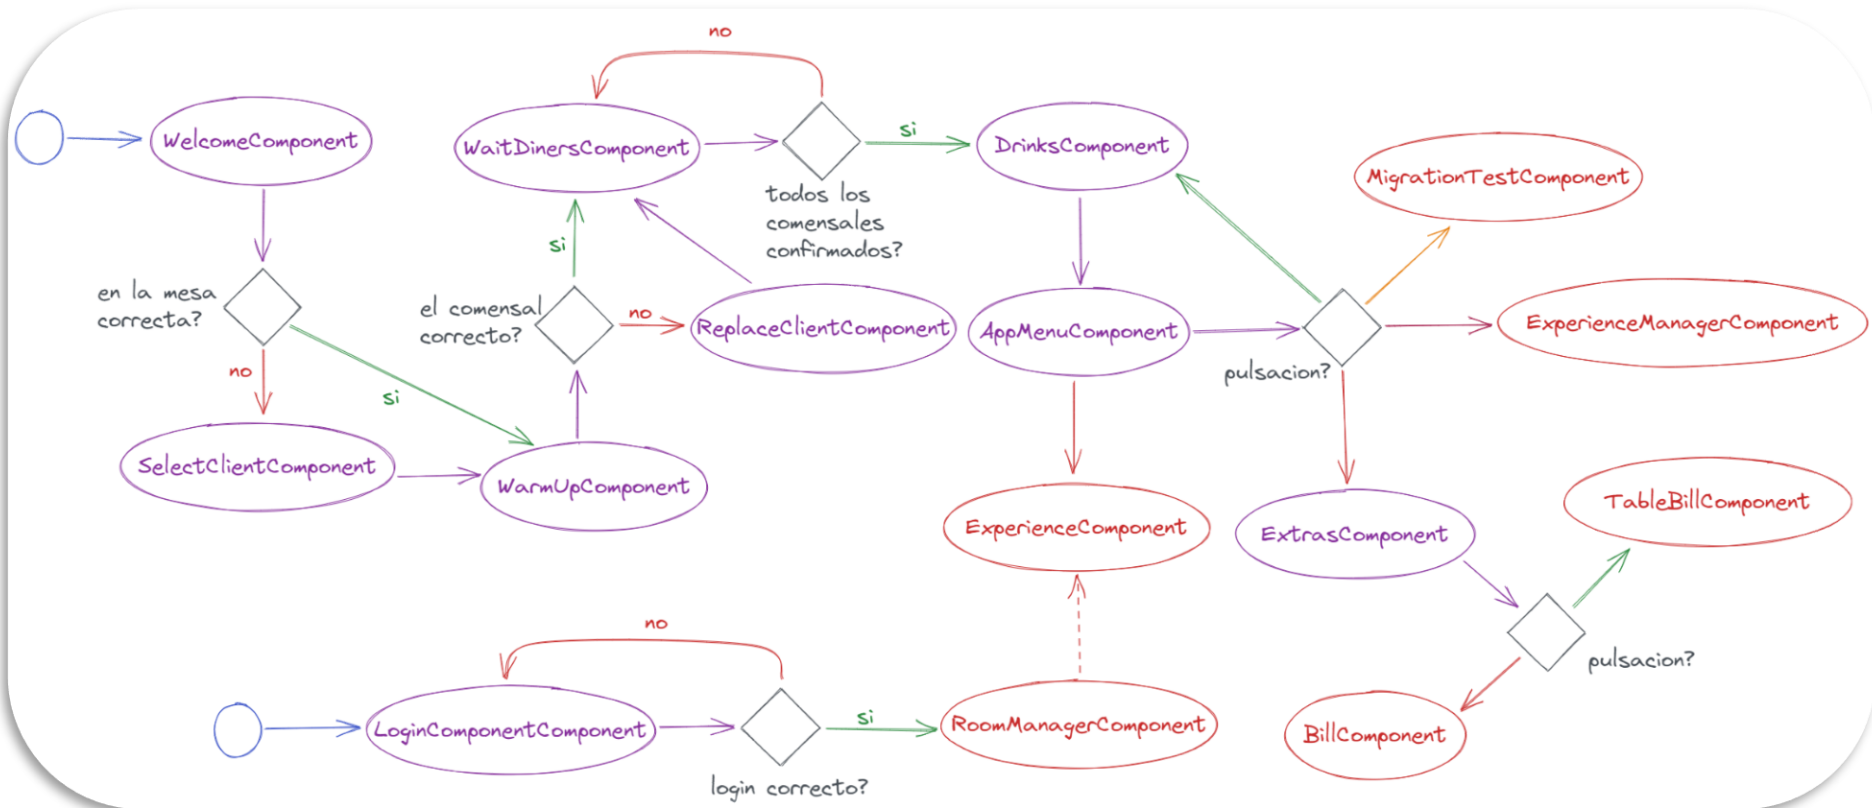 no
WelcomeComponent
WaitDinersComponent
si
DrinksComponent
MigrationTestComponent
todos los
comensales
confirmados?
si
en la mesa
correcta?
el comensal
correcto?
no
ReplaceClientComponent
AppMenuComponent
pulsacion?
ExperienceManagerComponent
no
si
SelectClientComponent
WarmUpComponent
ExperienceComponent
ExtrasComponent
TableBillComponent
no
pulsacion?
LoginComponentComponent
si
RoomManagerComponent
BillComponent
login correcto?